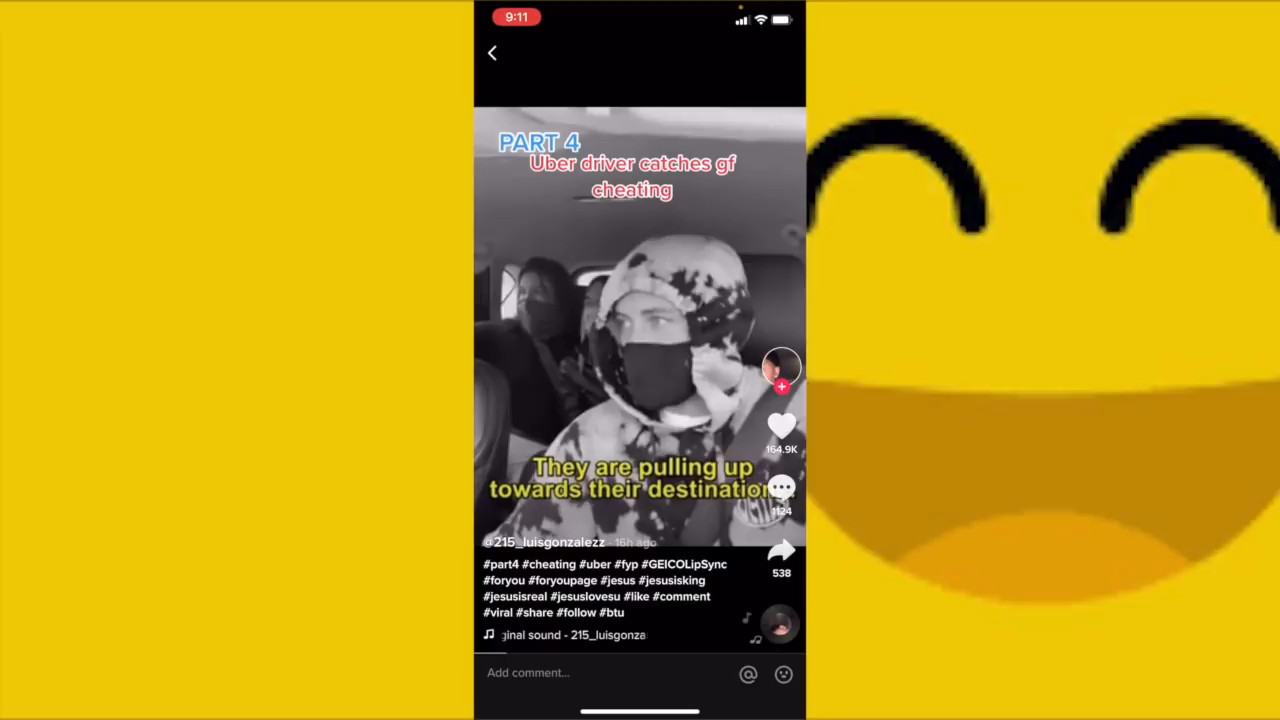 9:11
PART 4
Uber driver catches gf
cheating
They are pulling up
towards their destination
164.9K
1124
@215_luisgonzalezz · 16h ago
538
#part4 #cheating #uber #fyp #GEICOLipSync
#foryou #foryoupage #jesus #jesusisking
#jesusisreal #jesuslovesu #like #comment
#viral #share #follow #btu
ginal sound - 215_luisgonza
Add comment...